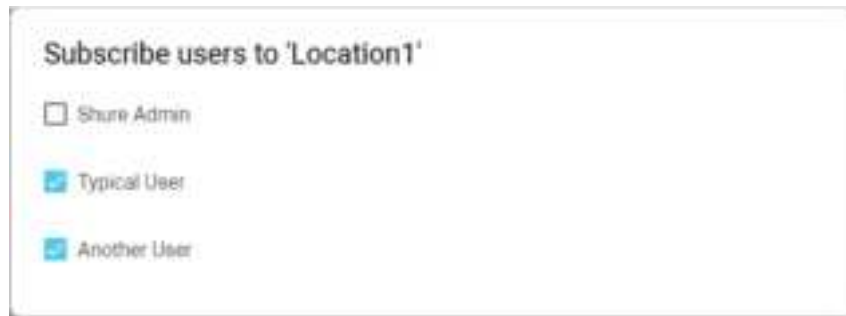 Subscribe users to 'Location1'
Shure Admin
Typical User
Another User